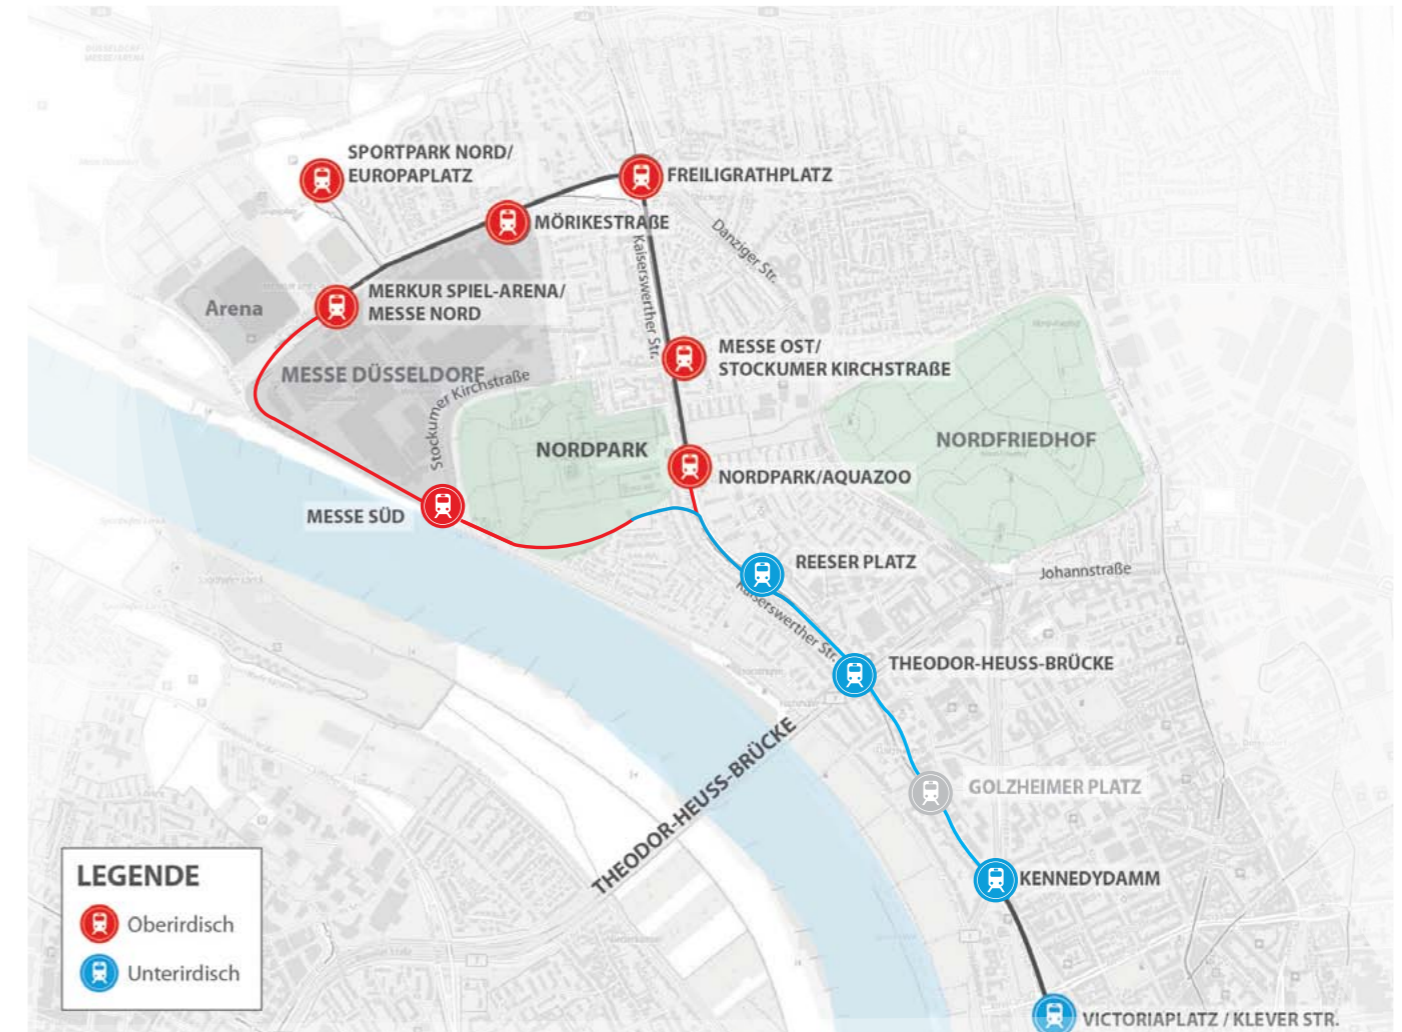 SPORTPARK NORD/
EUROPAPLATZ
FREILIGRATHPLATZ
MÖRIKESTRAßE
Danziger Str.
Kaiserswerther Str.
MERKUR SPIEL-ARENA/
MESSE NORD
Arena
MESSE DÜSSELDORF
Stockumer Kirchstraße
MESSE OST/
STOCKUMER KIRCHSTRAßE
NORDPARK
NORDFRIEDHOF
NORDPARK/AQUAZOO
MESSE SÜD
REESER PLATZ
Johannstraße
Kaiserswerther Str.
THEODOR-HEUSS-BRÜCKE
THEODOR-HEUSS-BRÜCKE
GOLZHEIMER PLATZ
KENNEDYDAMM
VICTORIAPLATZ / KLEVER STR.
LEGENDE
Oberirdisch
Unterirdisch